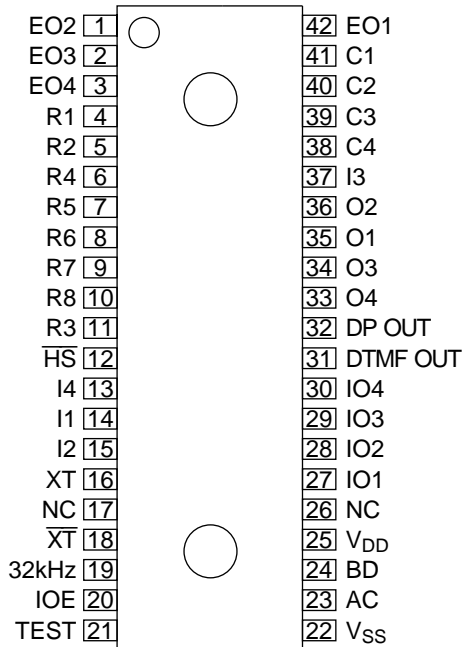 EO2 1 42 EO1
EO3 2 41 C1
EO4 3 40 C2
R1 4 39 C3
R2 5 38 C4
R4 6 37 I3
R5 7 36 O2
R6 8 35 O1
R7 9 34 O3
R8 10 33 O4
R3 11 32 DP OUT
H̅S̅ 12 31 DTMF OUT
I4 13 30 IO4
I1 14 29 IO3
I2 15 28 IO2
XT 16 27 IO1
NC 17 26 NC
X̅T̅ 18 25 VDD
32kHz 19 24 BD
IOE 20 23 AC
TEST 21 22 VSS